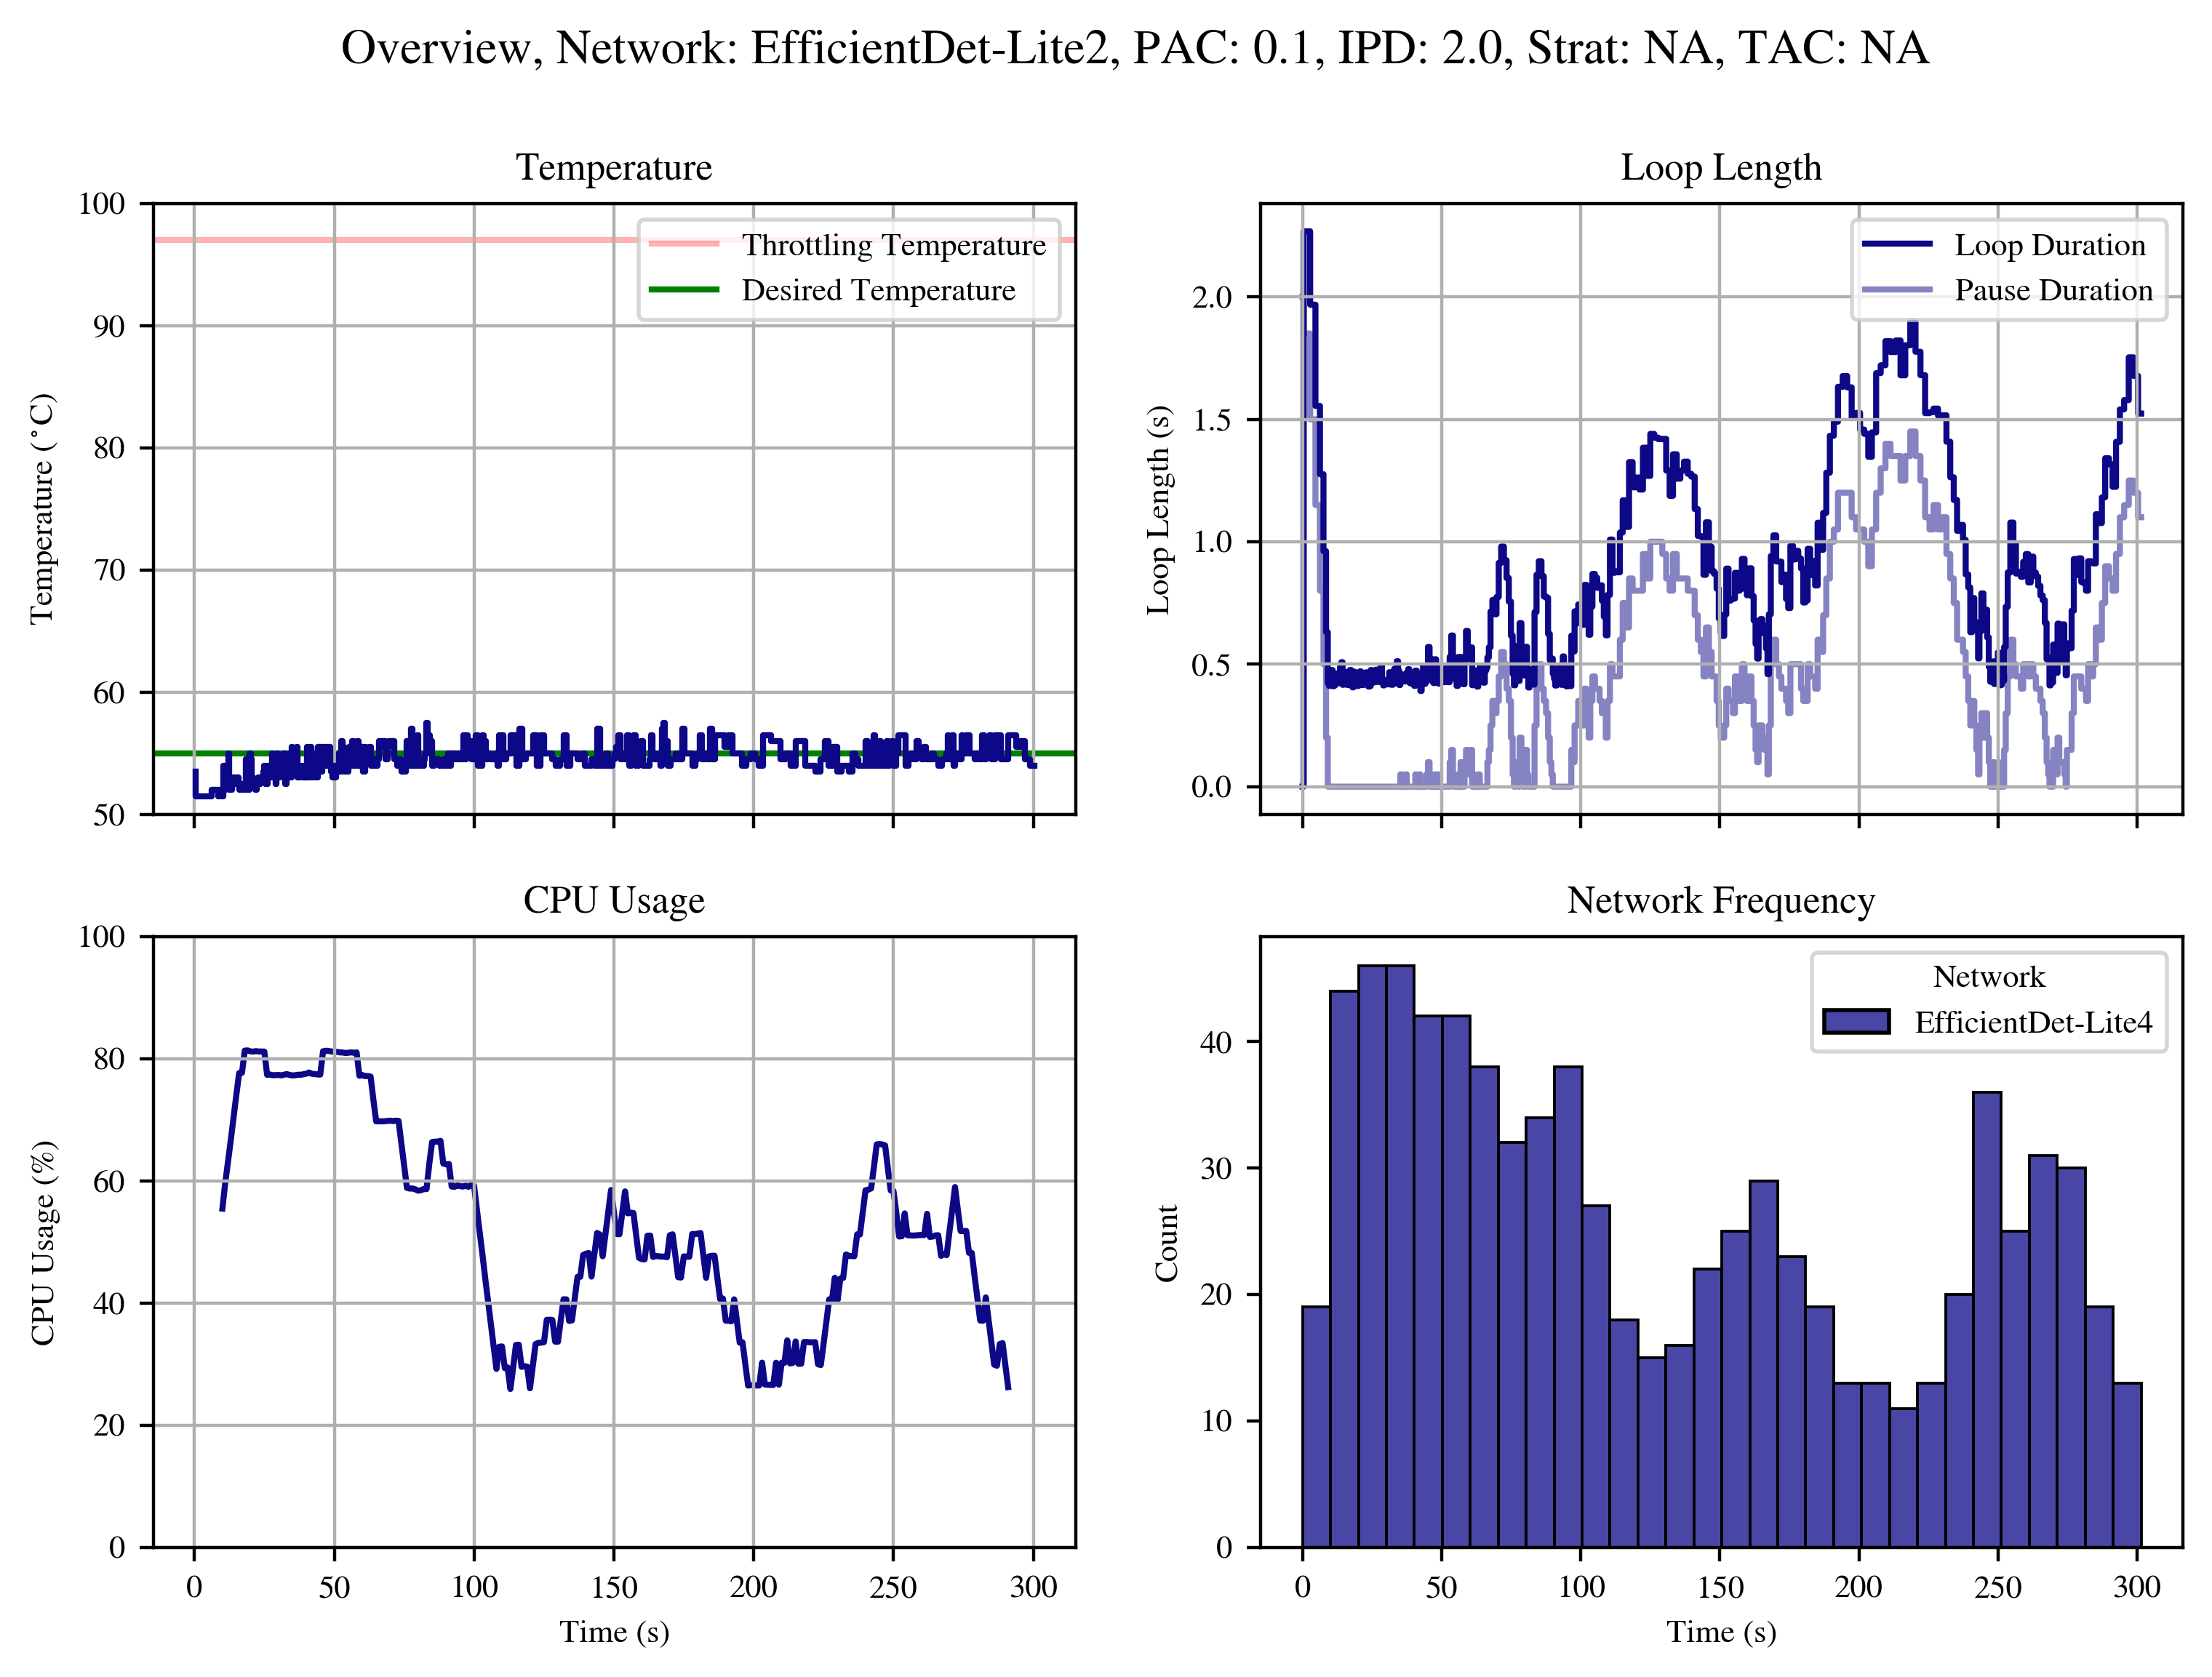 Overview, Network: EfficientDet-Lite2, PAC: 0.1, IPD: 2.0, Strat: NA, TAC: NA
Temperature
100
90
80
70
60
50
Temperature (°C)
Throttling Temperature
Desired Temperature
Loop Length
2.0
1.5
1.0
0.5
0.0
Loop Length (s)
Loop Duration
Pause Duration
CPU Usage
100
80
60
40
20
0
CPU Usage (%)
0 50 100 150 200 250 300
Time (s)
Network Frequency
40
30
20
10
0
Count
Network
EfficientDet-Lite4
0 50 100 150 200 250 300
Time (s)